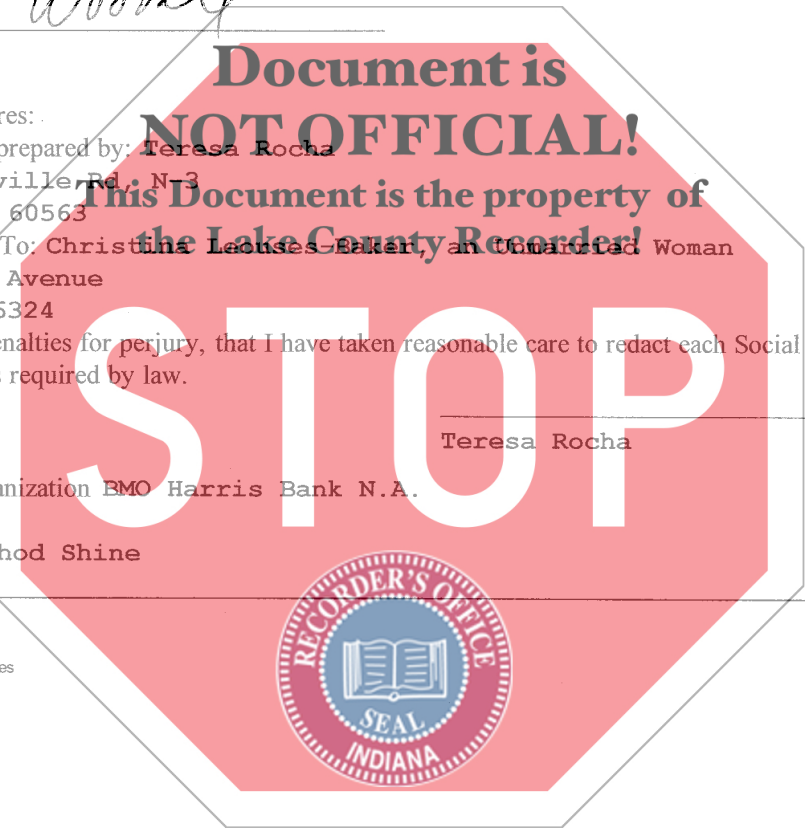 Document is
res:
NOT OFFICIAL!
prepared by: Teresa Rocha
ville Rd, N-3
This Document is the property of
60563
To: Christina Leouses-Baker, an Unmarried Woman
the Lake County Recorder!
Avenue
6324
enalties for perjury, that I have taken reasonable care to redact each Social
s required by law.
STOP
Teresa Rocha
anization BMO Harris Bank N.A.
hod Shine
RECORDER'S OFFICE
es
SEAL
INDIANA